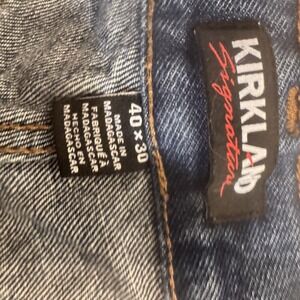 KIRKLAND
Signature
40 X 30
MADE IN
MADAGASCAR
FABRIQUÉ À
MADAGASCAR
HECHO EN
MADAGASCAR